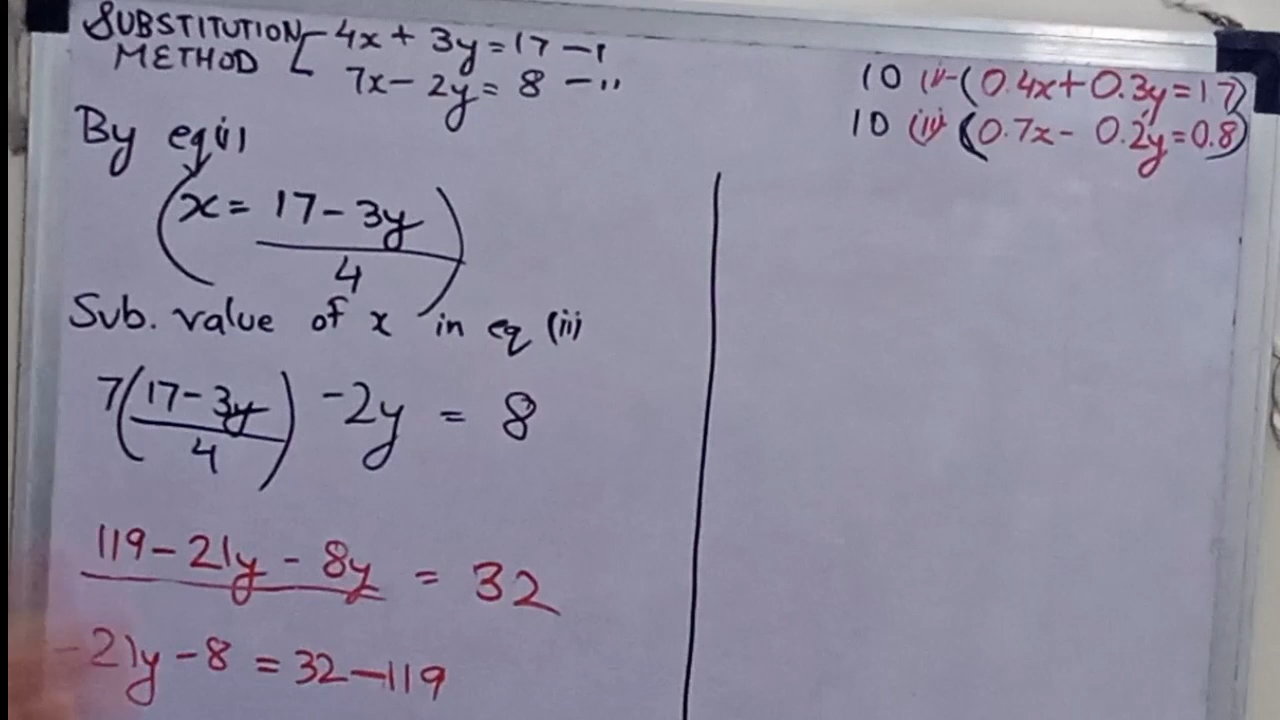 SUBSTITUTION METHOD [ 4x + 3y = 17 - i
7x - 2y = 8 - ii
10 (i) (0.4x + 0.3y = 17)
10 (ii) (0.7x - 0.2y = 0.8)
By eq(i)
(x = 17 - 3y / 4)
Sub. value of x in eq (ii)
7(17 - 3y / 4) - 2y = 8
119 - 21y - 8y = 32
-21y - 8 = 32 - 119